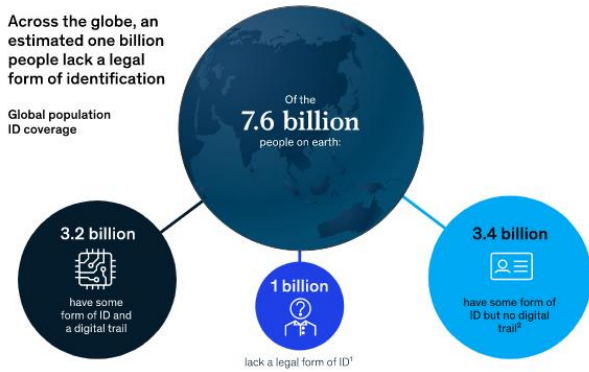 Across the globe, an
estimated one billion
people lack a legal
form of identification
Global population
ID coverage
Of the
7.6 billion
people on earth:
3.2 billion
have some
form of ID and
a digital trail
1 billion
?
lack a legal form of ID¹
3.4 billion
have some form of
ID but no digital
trail²